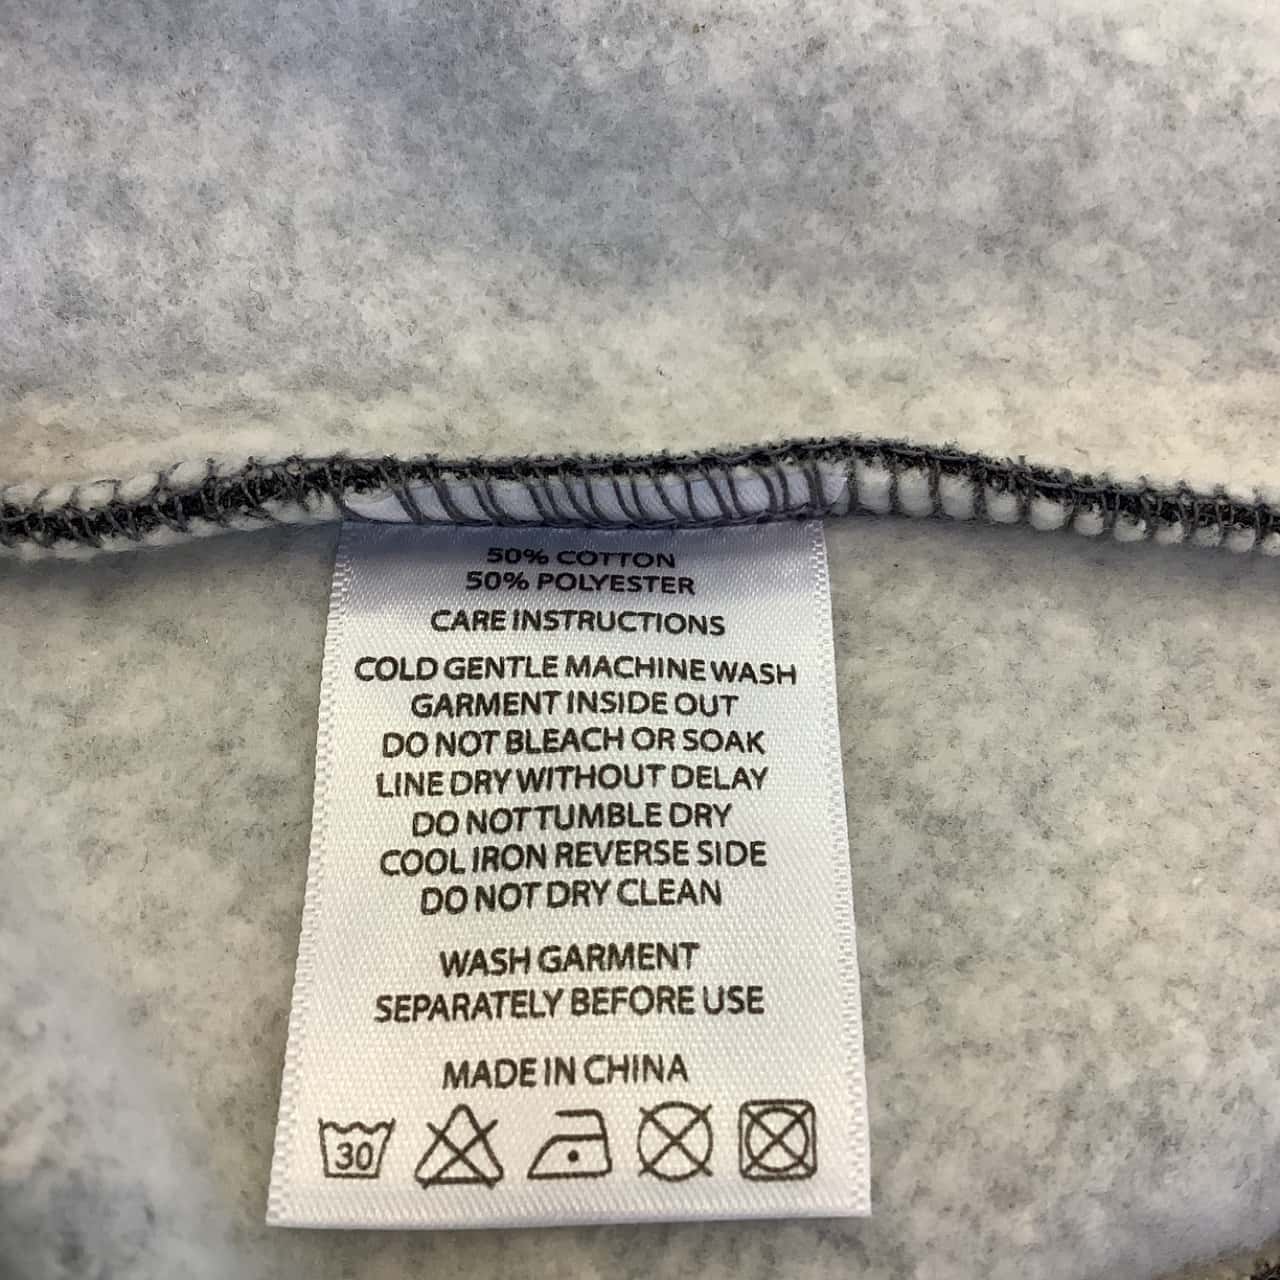 50% COTTON
50% POLYESTER
CARE INSTRUCTIONS
COLD GENTLE MACHINE WASH
GARMENT INSIDE OUT
DO NOT BLEACH OR SOAK
LINE DRY WITHOUT DELAY
DO NOT TUMBLE DRY
COOL IRON REVERSE SIDE
DO NOT DRY CLEAN
WASH GARMENT
SEPARATELY BEFORE USE
MADE IN CHINA
30